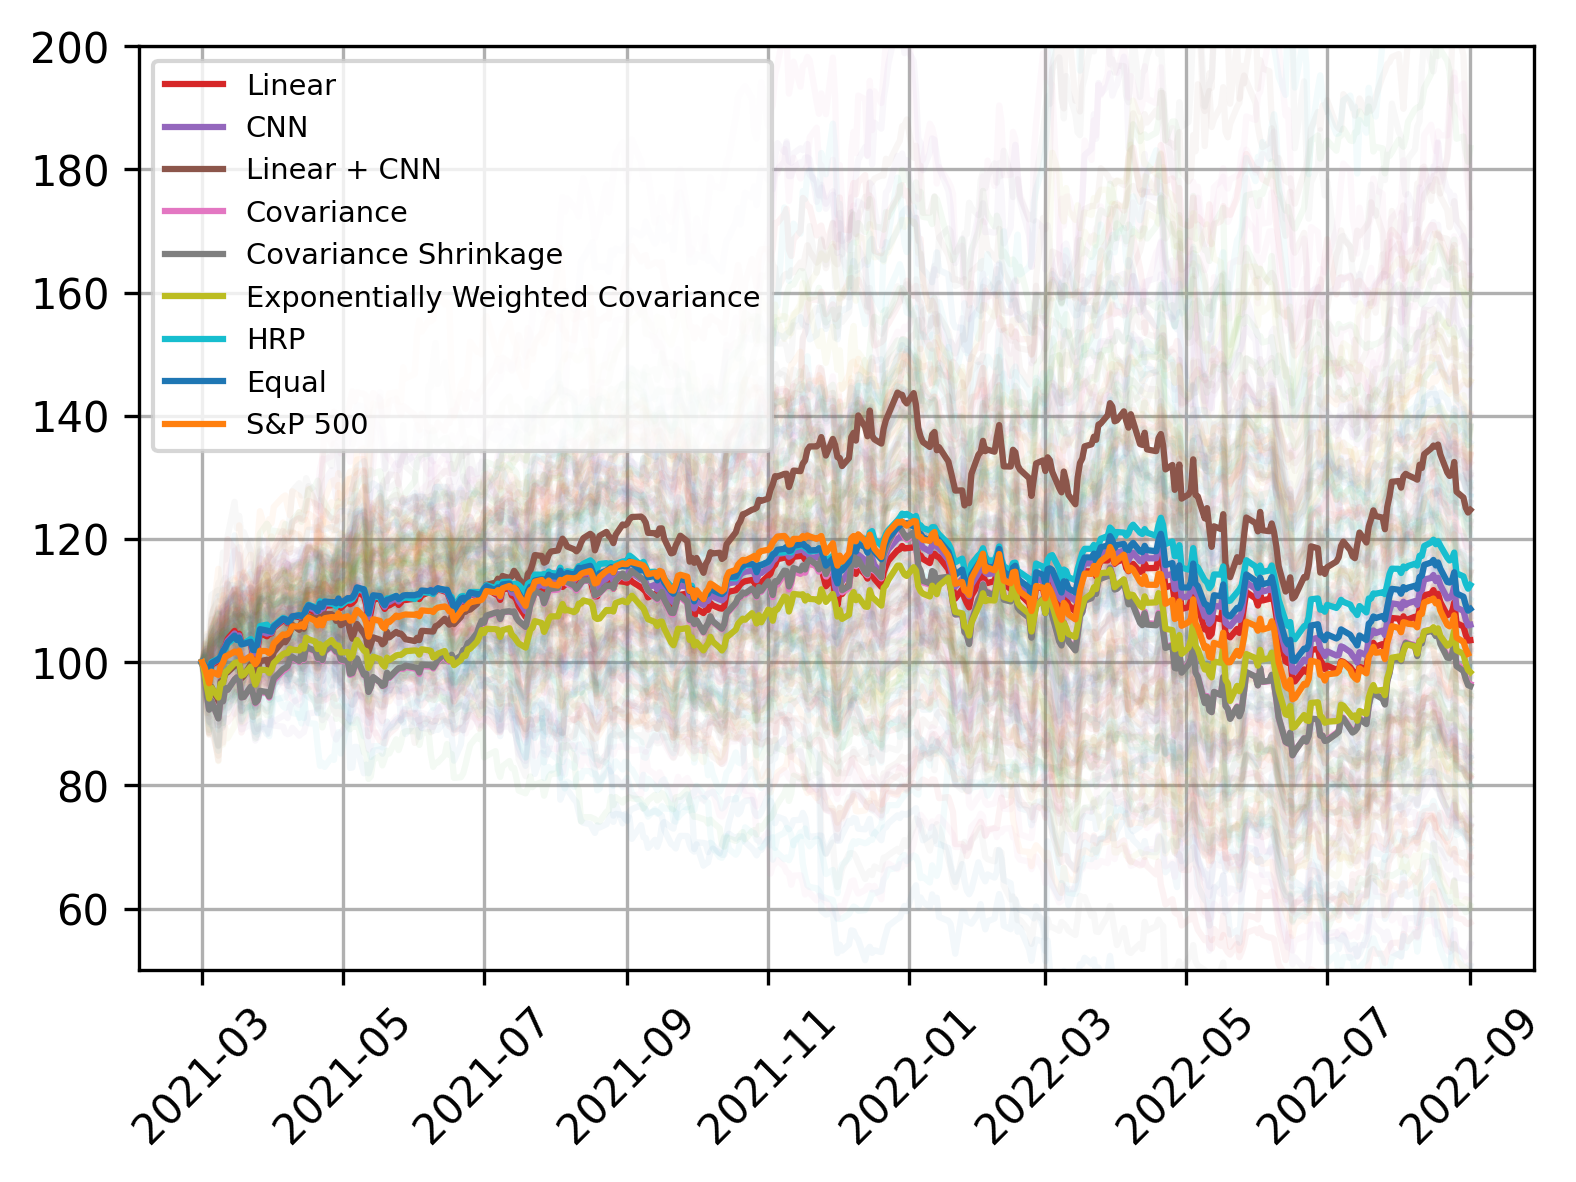 200
180
160
140
120
100
80
60
Linear
CNN
Linear + CNN
Covariance
Covariance Shrinkage
Exponentially Weighted Covariance
HRP
Equal
S&P 500
2021-03
2021-05
2021-07
2021-09
2021-11
2022-01
2022-03
2022-05
2022-07
2022-09